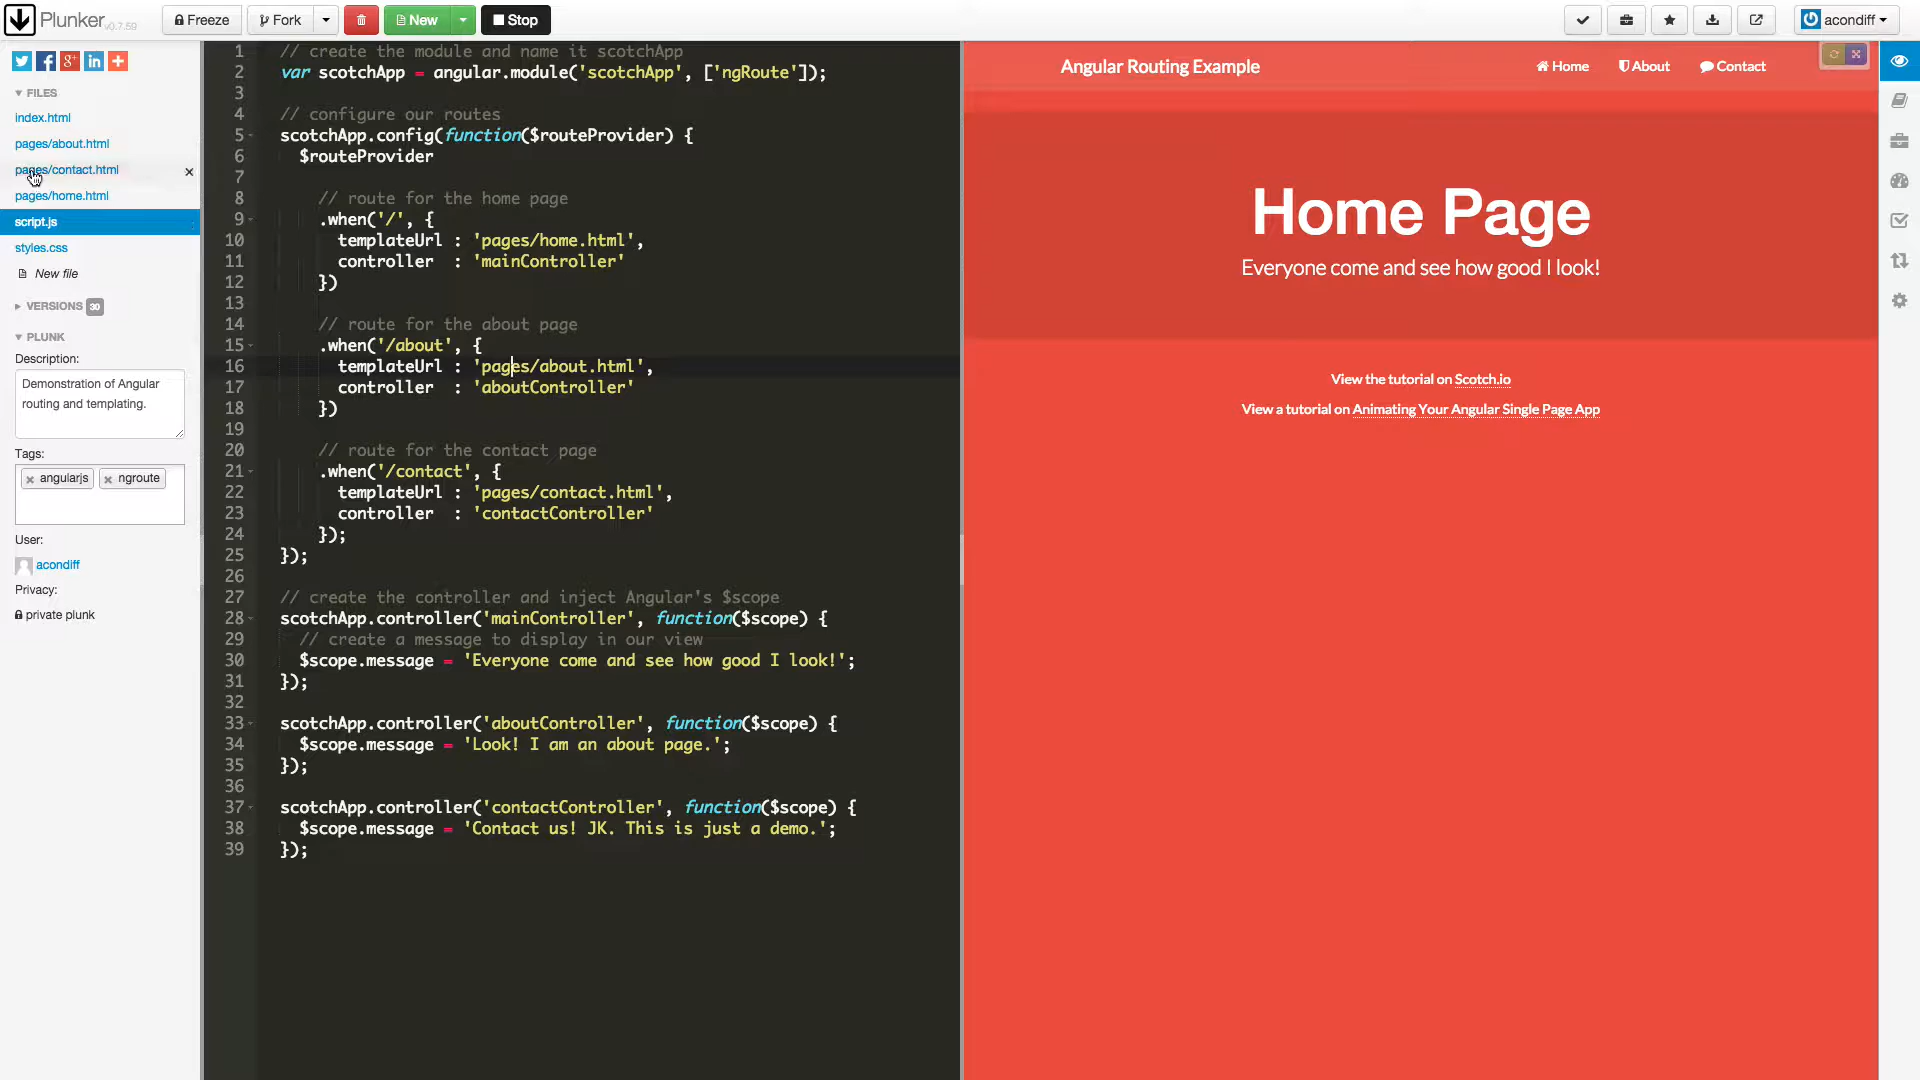 Plunker v0.7.59
Freeze
Fork
New
Stop
acondiff
FILES
index.html
pages/about.html
pages/contact.html
pages/home.html
script.js
styles.css
New file
VERSIONS 30
PLUNK
Description:
Demonstration of Angular
routing and templating.
Tags:
× angularjs × ngroute
User:
acondiff
Privacy:
private plunk
1 // create the module and name it scotchApp
2 var scotchApp = angular.module('scotchApp', ['ngRoute']);
3
4 // configure our routes
5 scotchApp.config(function($routeProvider) {
6 $routeProvider
7
8 // route for the home page
9 .when('/', {
10 templateUrl : 'pages/home.html',
11 controller  : 'mainController'
12 })
13
14 // route for the about page
15 .when('/about', {
16 templateUrl : 'pages/about.html',
17 controller  : 'aboutController'
18 })
19
20 // route for the contact page
21 .when('/contact', {
22 templateUrl : 'pages/contact.html',
23 controller  : 'contactController'
24 });
25 });
26
27 // create the controller and inject Angular's $scope
28 scotchApp.controller('mainController', function($scope) {
29 // create a message to display in our view
30 $scope.message = 'Everyone come and see how good I look!';
31 });
32
33 scotchApp.controller('aboutController', function($scope) {
34 $scope.message = 'Look! I am an about page.';
35 });
36
37 scotchApp.controller('contactController', function($scope) {
38 $scope.message = 'Contact us! JK. This is just a demo.';
39 });
Angular Routing Example
Home
About
Contact
Home Page
Everyone come and see how good I look!
View the tutorial on Scotch.io
View a tutorial on Animating Your Angular Single Page App